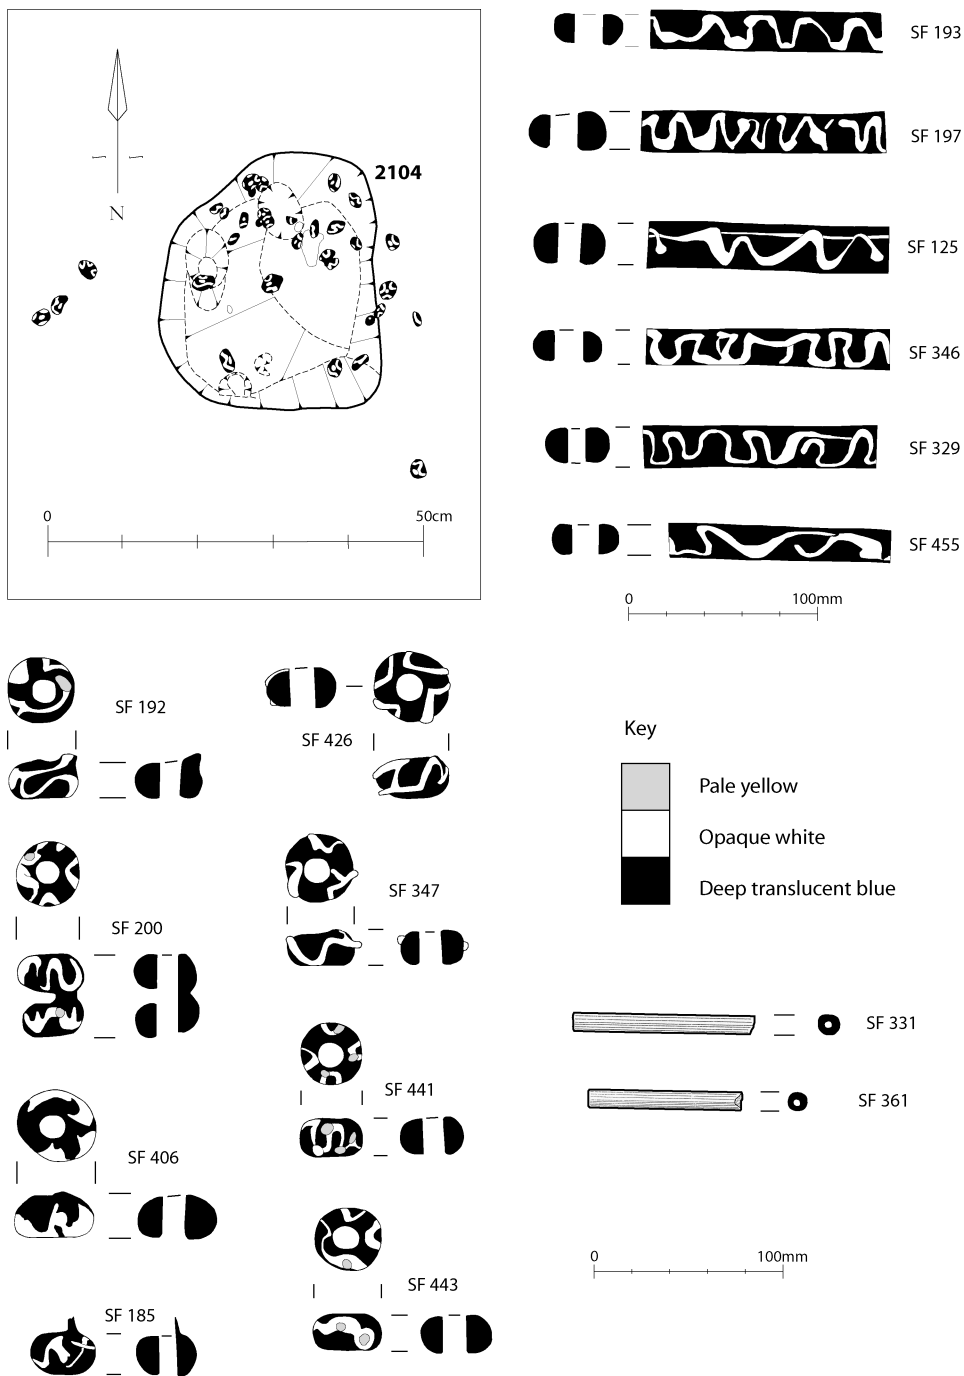 2104
N
0 50cm
SF 193
SF 197
SF 125
SF 346
SF 329
SF 455
0 100mm
SF 192
SF 426
SF 200
SF 347
SF 406
SF 441
SF 185
SF 443
Key
Pale yellow
Opaque white
Deep translucent blue
SF 331
SF 361
0 100mm